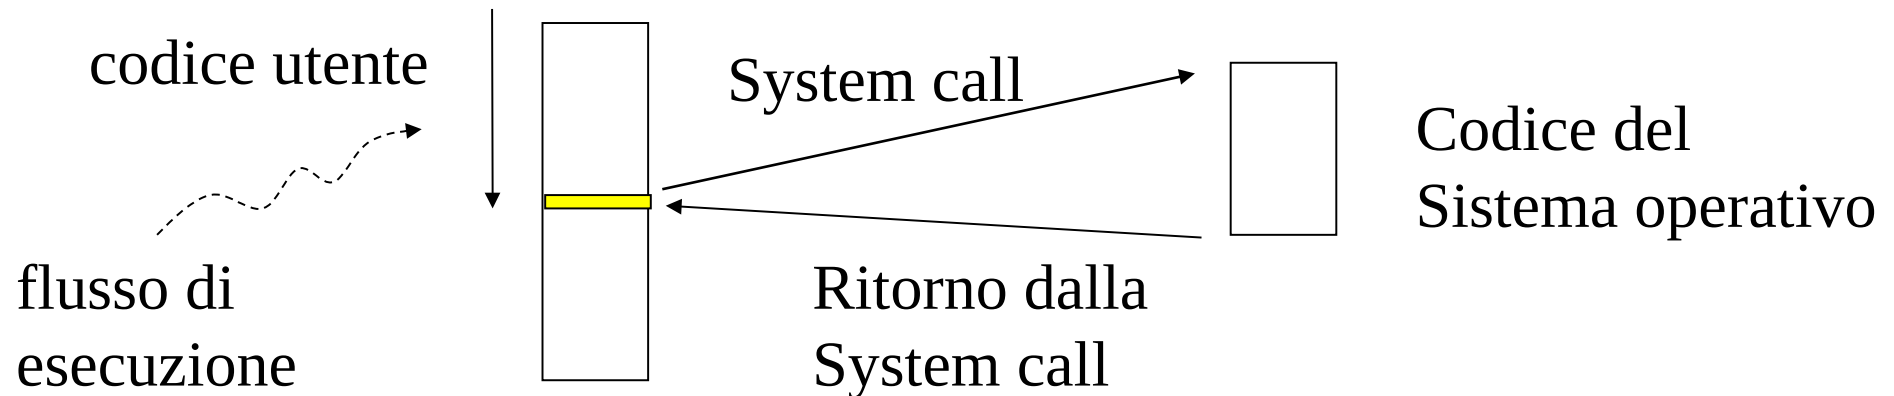 codice utente
System call
Codice del
Sistema operativo
flusso di
esecuzione
Ritorno dalla
System call